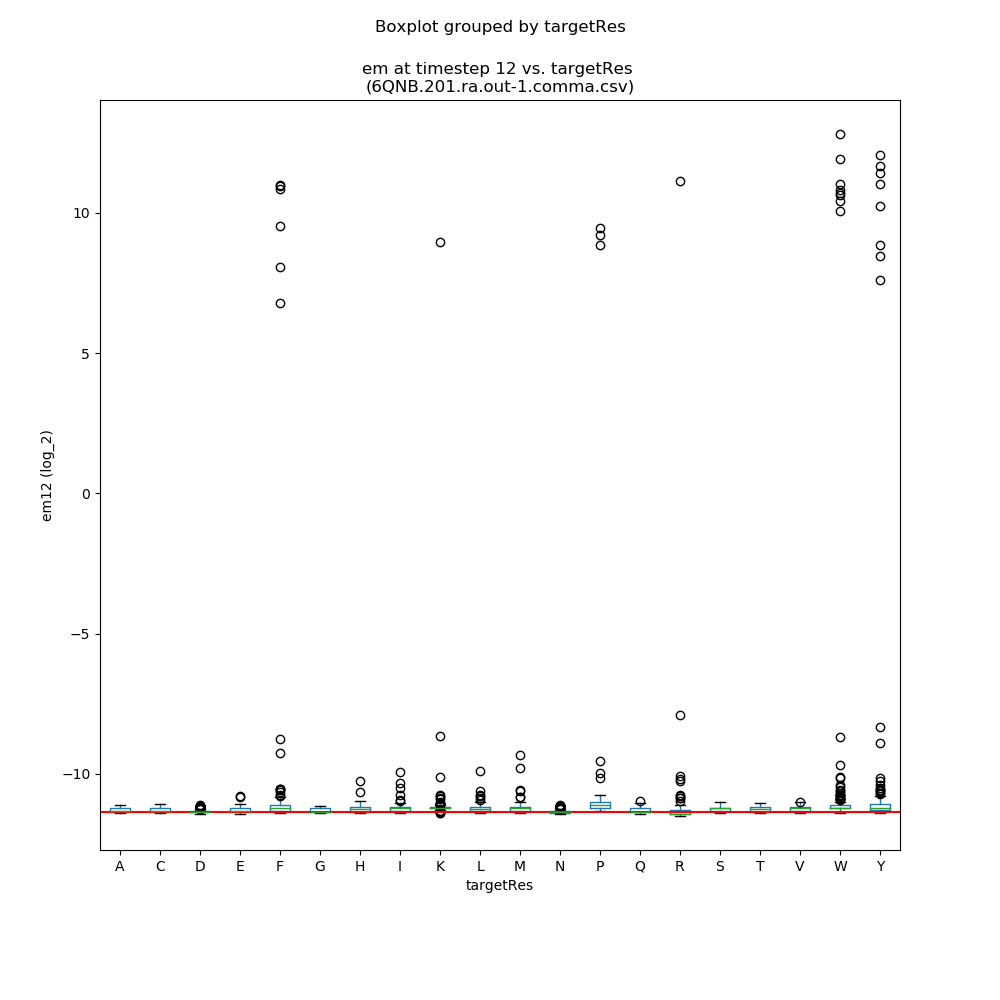 Boxplot grouped by targetRes
em at timestep 12 vs. targetRes
(6QNB.201.ra.out-1.comma.csv)
10
5
0
−5
−10
em12 (log_2)
A C D E F G H I K L M N P Q R S T V W Y
targetRes